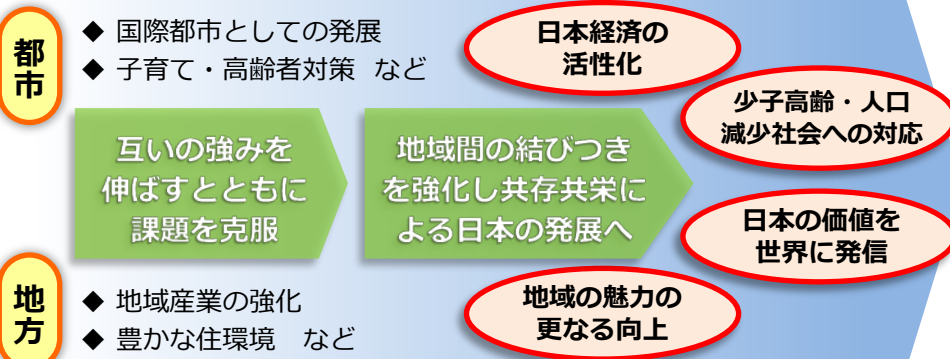 都市
◆ 国際都市としての発展
◆ 子育て・高齢者対策 など
日本経済の
活性化
少子高齢・人口
減少社会への対応
互いの強みを
伸ばすとともに
課題を克服
地域間の結びつき
を強化し共存共栄に
よる日本の発展へ
日本の価値を
世界に発信
地方
◆ 地域産業の強化
◆ 豊かな住環境 など
地域の魅力の
更なる向上